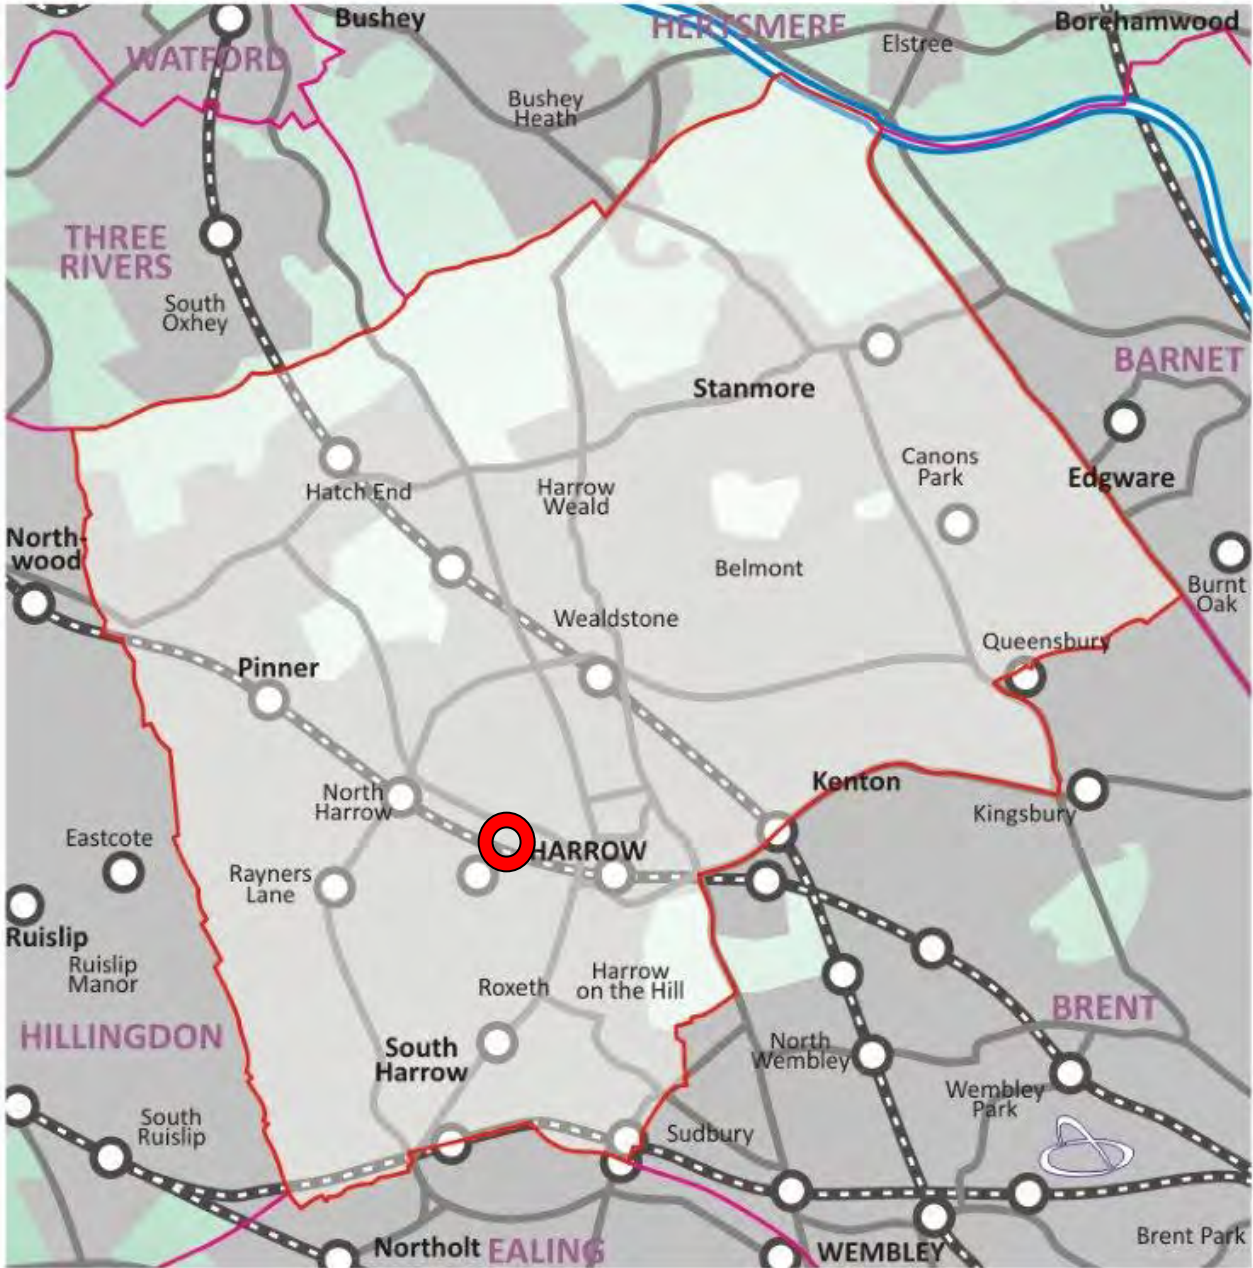 Bushey
HERTSMERE
Borehamwood
Elstree
WATFORD
Bushey
Heath
THREE
RIVERS
South
Oxhey
BARNET
Stanmore
Canons
Park
Edgware
Hatch End
Harrow
Weald
North-
wood
Belmont
Burnt
Oak
Wealdstone
Queensbury
Pinner
Kenton
North
Harrow
Kingsbury
Eastcote
HARROW
Rayners
Lane
Ruislip
Ruislip
Manor
Harrow
on the Hill
Roxeth
BRENT
HILLINGDON
South
Harrow
North
Wembley
Wembley
Park
South
Ruislip
Sudbury
Brent Park
Northolt
EALING
WEMBLEY